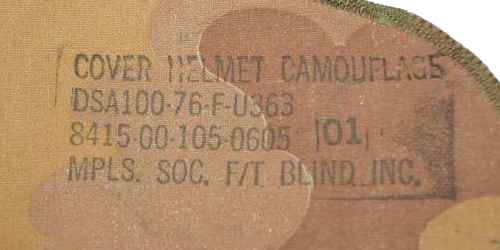 COVER HELMET CAMOUFLAGE
DSA100-76-F-U363
8415-00-105-0605 01
MPLS. SOC. F/T BLIND INC.